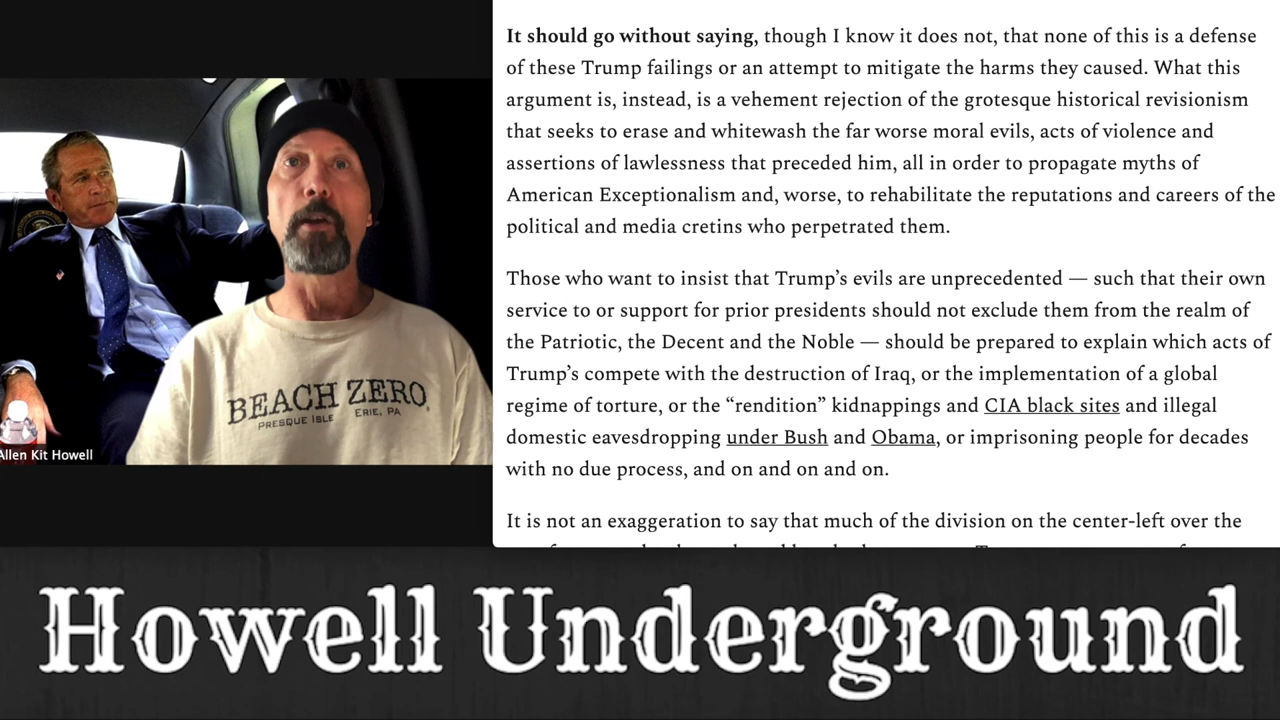 It should go without saying, though I know it does not, that none of this is a defense
of these Trump failings or an attempt to mitigate the harms they caused. What this
argument is, instead, is a vehement rejection of the grotesque historical revisionism
that seeks to erase and whitewash the far worse moral evils, acts of violence and
assertions of lawlessness that preceded him, all in order to propagate myths of
American Exceptionalism and, worse, to rehabilitate the reputations and careers of the
political and media cretins who perpetrated them.
Those who want to insist that Trump’s evils are unprecedented — such that their own
service to or support for prior presidents should not exclude them from the realm of
the Patriotic, the Decent and the Noble — should be prepared to explain which acts of
Trump’s compete with the destruction of Iraq, or the implementation of a global
regime of torture, or the “rendition” kidnappings and CIA black sites and illegal
domestic eavesdropping under Bush and Obama, or imprisoning people for decades
with no due process, and on and on and on.
It is not an exaggeration to say that much of the division on the center-left over the
BEACH ZERO
PRESQUE ISLE ERIE, PA
Allen Kit Howell
Howell Underground